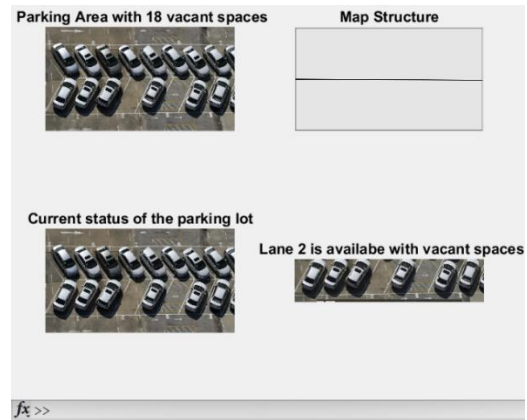 Parking Area with 18 vacant spaces
Map Structure
Current status of the parking lot
Lane 2 is availabe with vacant spaces
fx >>